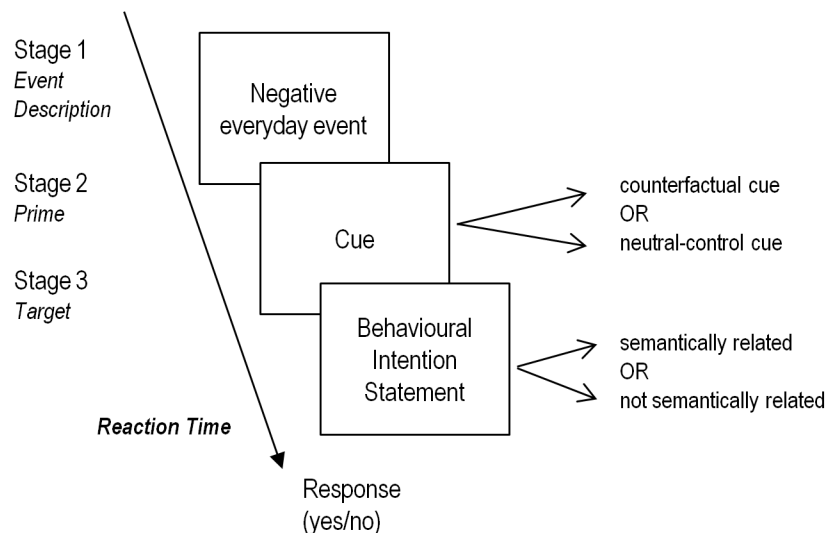 Stage 1
Event
Description
Negative
everyday event
Stage 2
Prime
Cue
counterfactual cue
OR
neutral-control cue
Stage 3
Target
Behavioural
Intention
Statement
semantically related
OR
not semantically related
Reaction Time
Response
(yes/no)